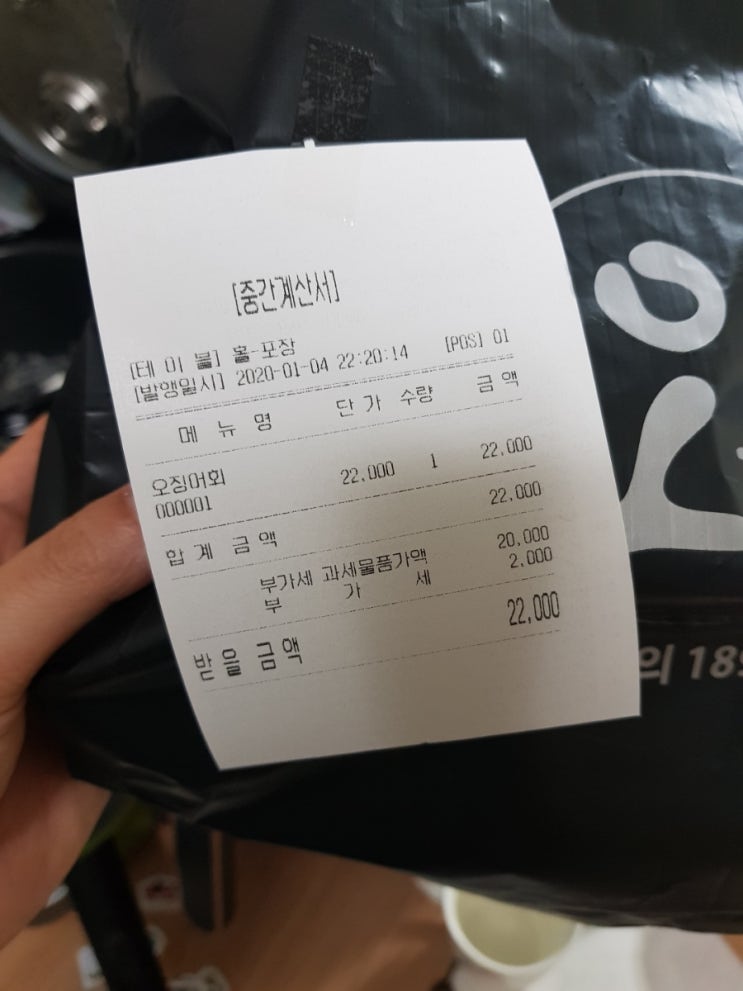 [중간계산서]
[테 이 블] 홀-포장
[발행일시] 2020-01-04 22:20:14 [POS] 01
메 뉴 명 단 가 수량 금 액
오징어회 22,000 1 22,000
000001
합 계 금 액 22,000
부가세 과세물품가액 20,000
부 가 세 2,000
받 을 금 액 22,000
의 18